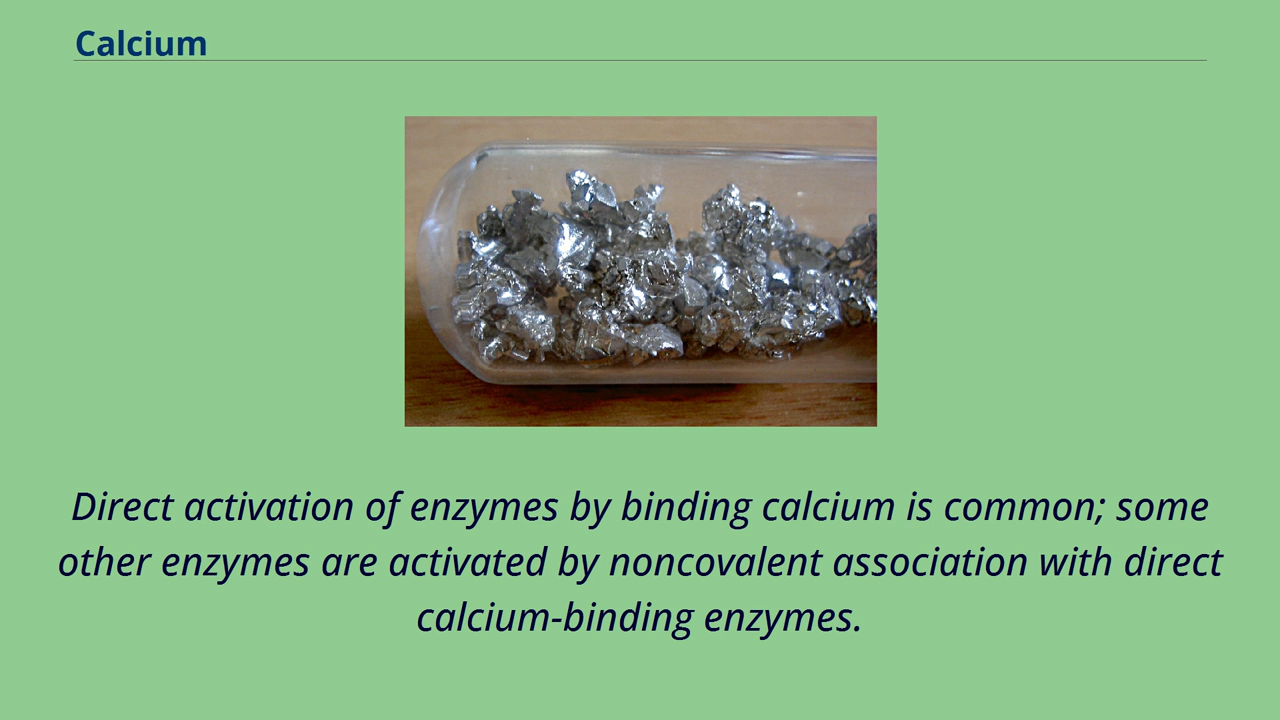 Calcium
Direct activation of enzymes by binding calcium is common; some
other enzymes are activated by noncovalent association with direct
calcium-binding enzymes.